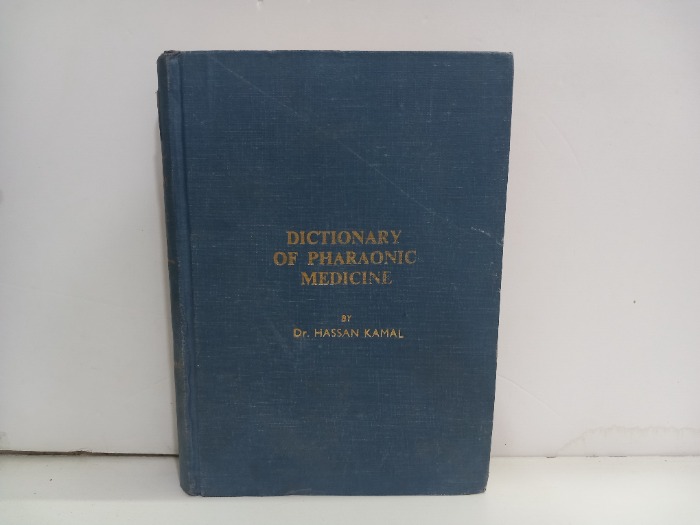 DICTIONARY
OF PHARAONIC
MEDICINE
BY
Dr. HASSAN KAMAL